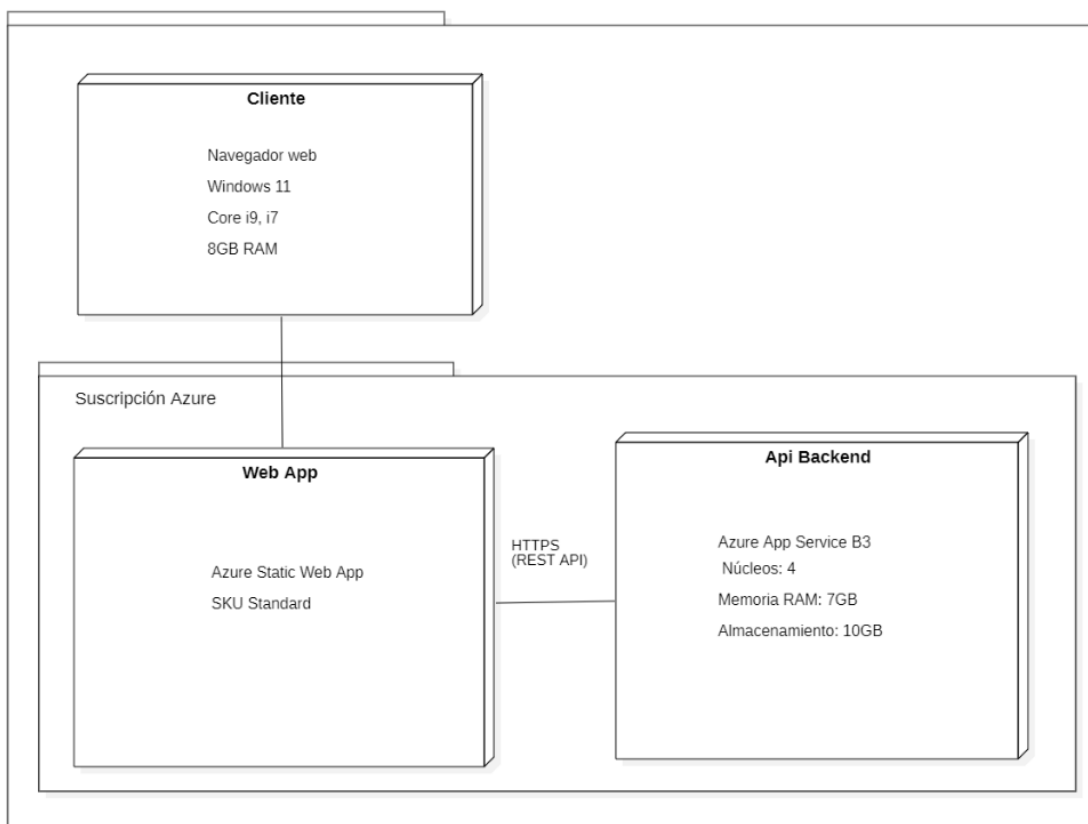 Cliente
Navegador web
Windows 11
Core i9, i7
8GB RAM
Suscripción Azure
Web App
Azure Static Web App
SKU Standard
HTTPS
(REST API)
Api Backend
Azure App Service B3
Núcleos: 4
Memoria RAM: 7GB
Almacenamiento: 10GB